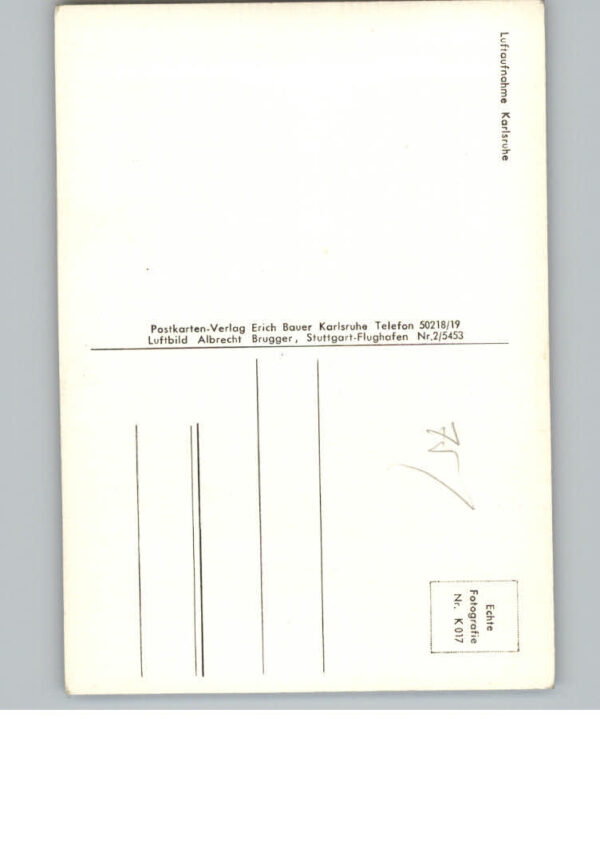 Luftaufnahme Karlsruhe
Postkarten-Verlag Erich Bauer Karlsruhe Telefon 50218/19
Luftbild Albrecht Brugger, Stuttgart-Flughafen Nr.2/5453
Echte
Fotografie
Nr. K 017